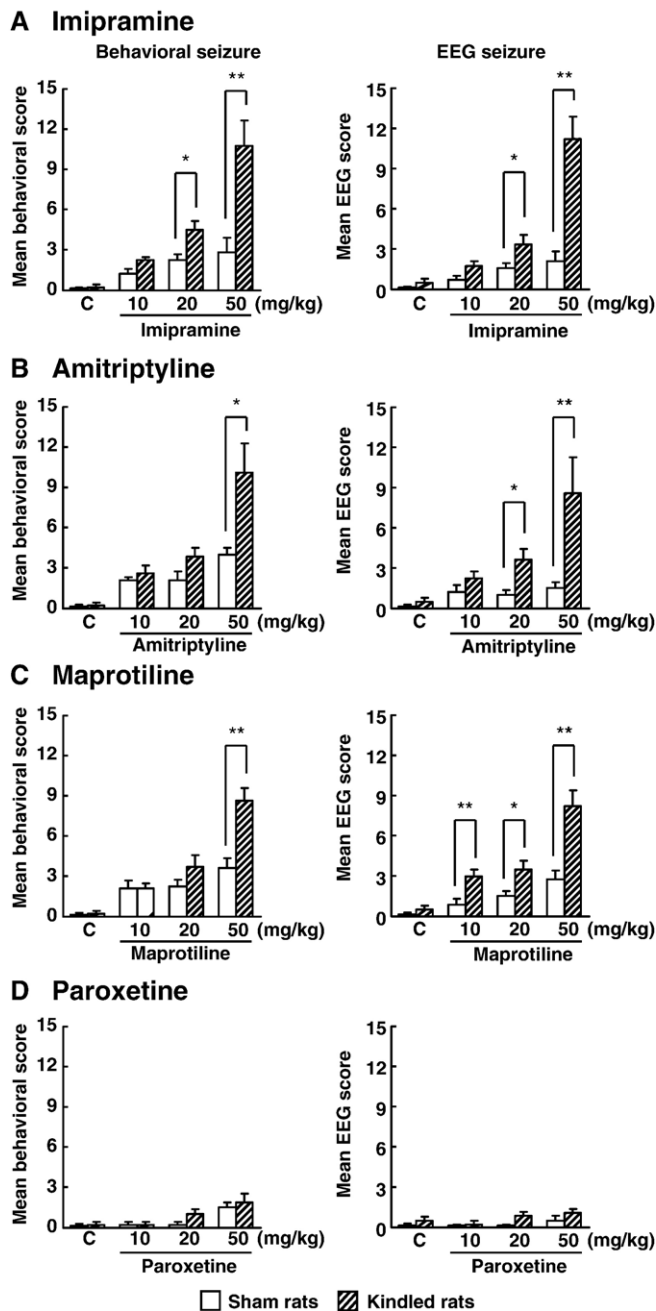 A Imipramine
Behavioral seizure
EEG seizure
Mean behavioral score
15
12
9
6
3
0
*
**
C 10 20 50 (mg/kg)
Imipramine
Mean EEG score
15
12
9
6
3
0
*
**
C 10 20 50 (mg/kg)
Imipramine
B Amitriptyline
Mean behavioral score
15
12
9
6
3
0
*
C 10 20 50 (mg/kg)
Amitriptyline
Mean EEG score
15
12
9
6
3
0
*
**
C 10 20 50 (mg/kg)
Amitriptyline
C Maprotiline
Mean behavioral score
15
12
9
6
3
0
**
C 10 20 50 (mg/kg)
Maprotiline
Mean EEG score
15
12
9
6
3
0
**
*
**
C 10 20 50 (mg/kg)
Maprotiline
D Paroxetine
Mean behavioral score
15
12
9
6
3
0
C 10 20 50 (mg/kg)
Paroxetine
Mean EEG score
15
12
9
6
3
0
C 10 20 50 (mg/kg)
Paroxetine
Sham rats Kindled rats